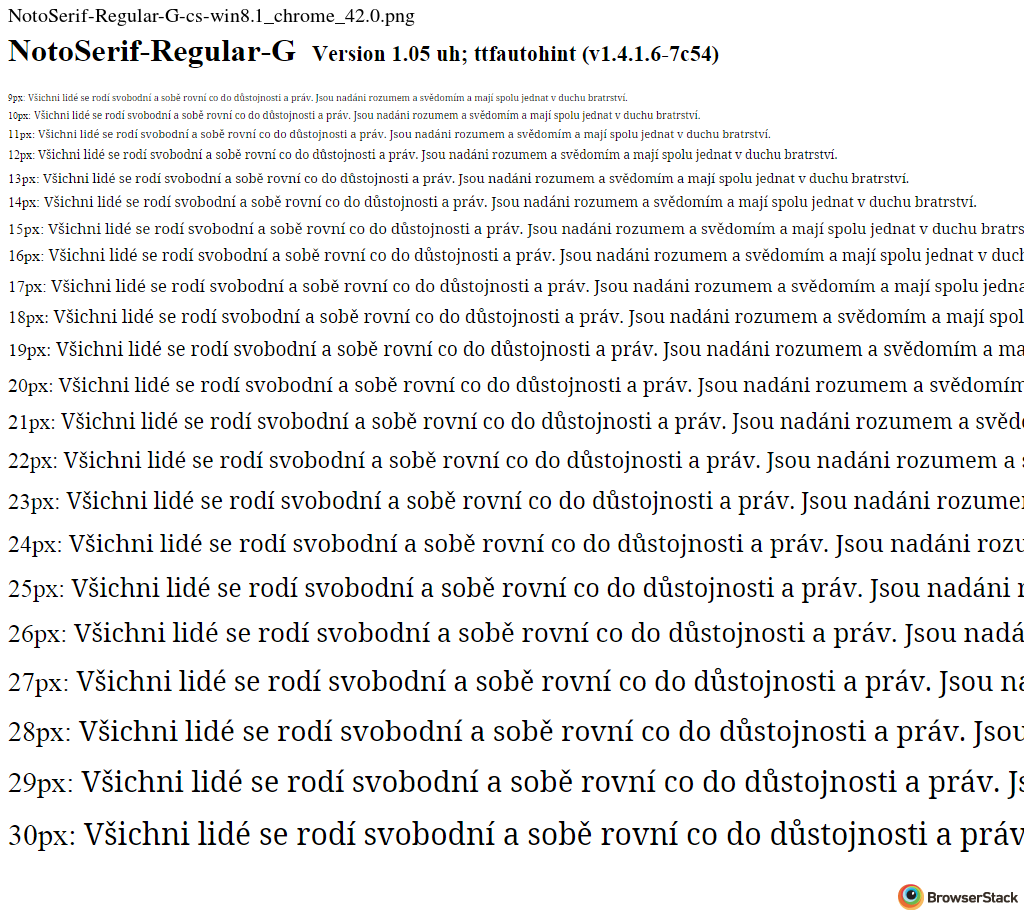 NotoSerif-Regular-G-cs-win8.1_chrome_42.0.png
NotoSerif-Regular-G Version 1.05 uh; ttfautohint (v1.4.1.6-7c54)
9px: Všichni lidé se rodí svobodní a sobě rovní co do důstojnosti a práv. Jsou nadáni rozumem a svědomím a mají spolu jednat v duchu bratrství.
10px: Všichni lidé se rodí svobodní a sobě rovní co do důstojnosti a práv. Jsou nadáni rozumem a svědomím a mají spolu jednat v duchu bratrství.
11px: Všichni lidé se rodí svobodní a sobě rovní co do důstojnosti a práv. Jsou nadáni rozumem a svědomím a mají spolu jednat v duchu bratrství.
12px: Všichni lidé se rodí svobodní a sobě rovní co do důstojnosti a práv. Jsou nadáni rozumem a svědomím a mají spolu jednat v duchu bratrství.
13px: Všichni lidé se rodí svobodní a sobě rovní co do důstojnosti a práv. Jsou nadáni rozumem a svědomím a mají spolu jednat v duchu bratrství.
14px: Všichni lidé se rodí svobodní a sobě rovní co do důstojnosti a práv. Jsou nadáni rozumem a svědomím a mají spolu jednat v duchu bratrství.
15px: Všichni lidé se rodí svobodní a sobě rovní co do důstojnosti a práv. Jsou nadáni rozumem a svědomím a mají spolu jednat v duchu bratrs
16px: Všichni lidé se rodí svobodní a sobě rovní co do důstojnosti a práv. Jsou nadáni rozumem a svědomím a mají spolu jednat v duch
17px: Všichni lidé se rodí svobodní a sobě rovní co do důstojnosti a práv. Jsou nadáni rozumem a svědomím a mají spolu jedna
18px: Všichni lidé se rodí svobodní a sobě rovní co do důstojnosti a práv. Jsou nadáni rozumem a svědomím a mají spol
19px: Všichni lidé se rodí svobodní a sobě rovní co do důstojnosti a práv. Jsou nadáni rozumem a svědomím a ma
20px: Všichni lidé se rodí svobodní a sobě rovní co do důstojnosti a práv. Jsou nadáni rozumem a svědomím
21px: Všichni lidé se rodí svobodní a sobě rovní co do důstojnosti a práv. Jsou nadáni rozumem a svědo
22px: Všichni lidé se rodí svobodní a sobě rovní co do důstojnosti a práv. Jsou nadáni rozumem a s
23px: Všichni lidé se rodí svobodní a sobě rovní co do důstojnosti a práv. Jsou nadáni rozumem
24px: Všichni lidé se rodí svobodní a sobě rovní co do důstojnosti a práv. Jsou nadáni rozu
25px: Všichni lidé se rodí svobodní a sobě rovní co do důstojnosti a práv. Jsou nadáni r
26px: Všichni lidé se rodí svobodní a sobě rovní co do důstojnosti a práv. Jsou nadá
27px: Všichni lidé se rodí svobodní a sobě rovní co do důstojnosti a práv. Jsou na
28px: Všichni lidé se rodí svobodní a sobě rovní co do důstojnosti a práv. Jsou
29px: Všichni lidé se rodí svobodní a sobě rovní co do důstojnosti a práv. Js
30px: Všichni lidé se rodí svobodní a sobě rovní co do důstojnosti a práv
BrowserStack